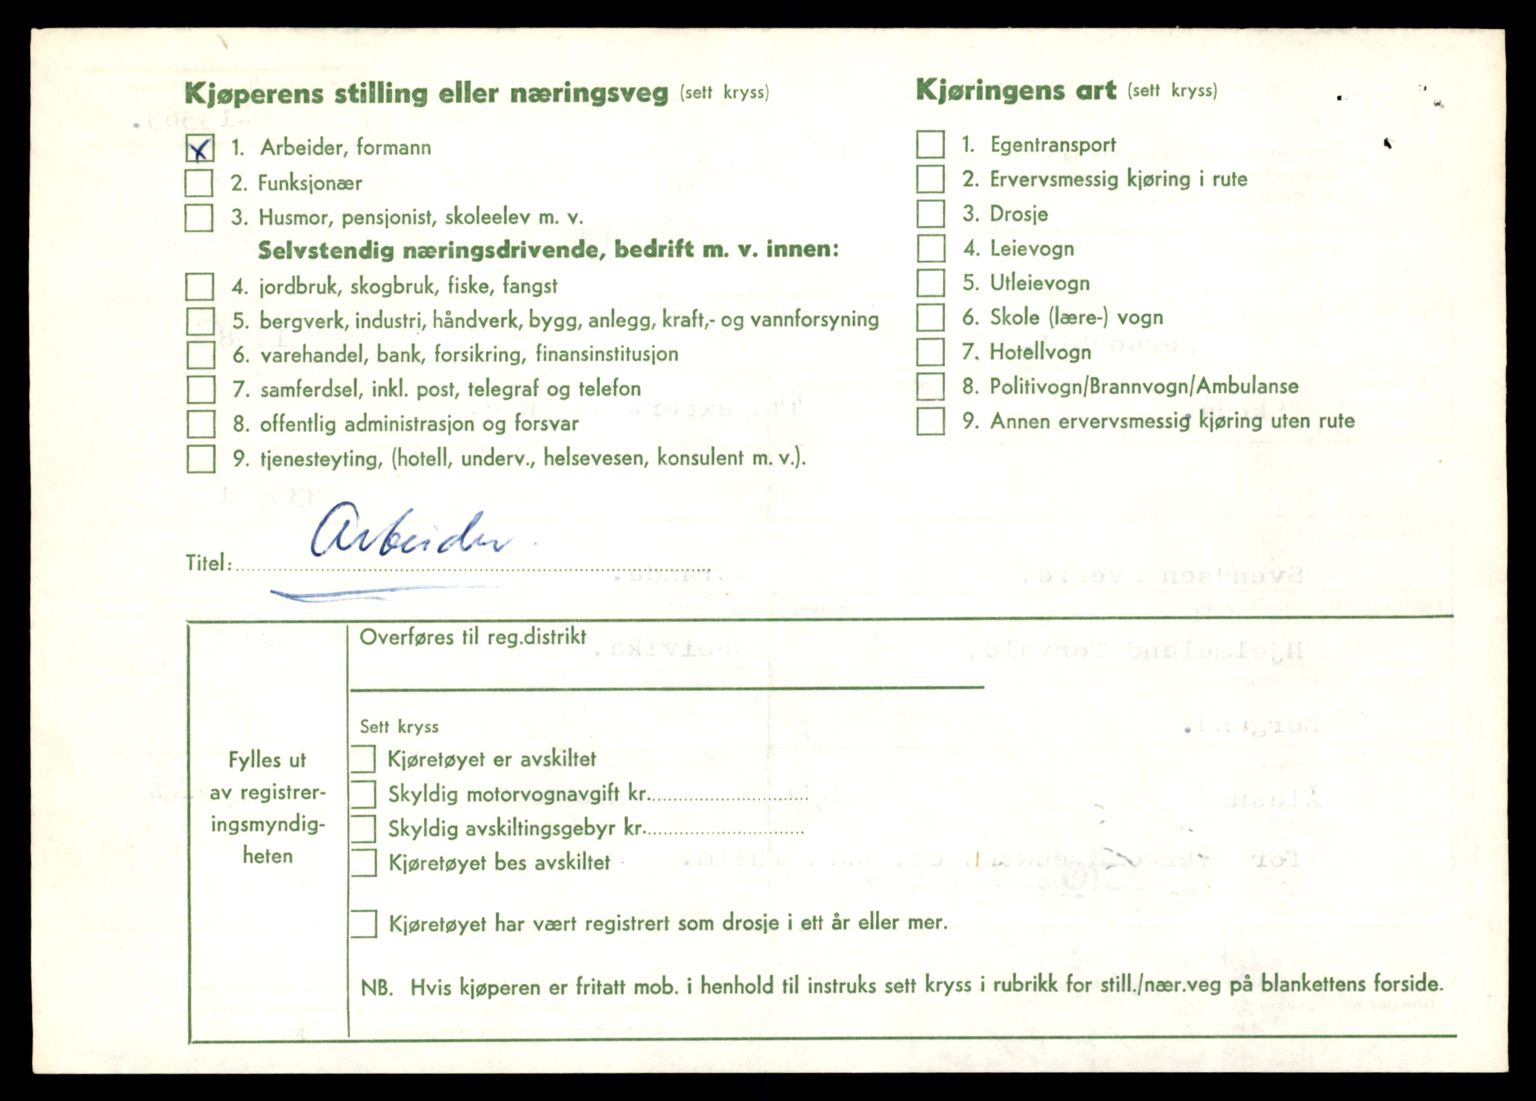 Kjøperens stilling eller næringsveg (sett kryss)
X 1. Arbeider, formann
2. Funksjonær
3. Husmor, pensjonist, skoleelev m. v.
Selvstendig næringsdrivende, bedrift m. v. innen:
4. jordbruk, skogbruk, fiske, fangst
5. bergverk, industri, håndverk, bygg, anlegg, kraft,- og vannforsyning
6. varehandel, bank, forsikring, finansinstitusjon
7. samferdsel, inkl. post, telegraf og telefon
8. offentlig administrasjon og forsvar
9. tjenesteyting, (hotell, underv., helsevesen, konsulent m. v.).
Kjøringens art (sett kryss)
1. Egentransport
2. Ervervsmessig kjøring i rute
3. Drosje
4. Leievogn
5. Utleievogn
6. Skole (lære-) vogn
7. Hotellvogn
8. Politivogn/Brannvogn/Ambulanse
9. Annen ervervsmessig kjøring uten rute
Titel: Arbeider
Fylles ut
av registrer-
ingsmyndig-
heten
Overføres til reg.distrikt
Sett kryss
Kjøretøyet er avskiltet
Skyldig motorvognavgift kr.
Skyldig avskiltingsgebyr kr.
Kjøretøyet bes avskiltet
Kjøretøyet har vært registrert som drosje i ett år eller mer.
NB. Hvis kjøperen er fritatt mob. i henhold til instruks sett kryss i rubrikk for still./nær.veg på blankettens forside.